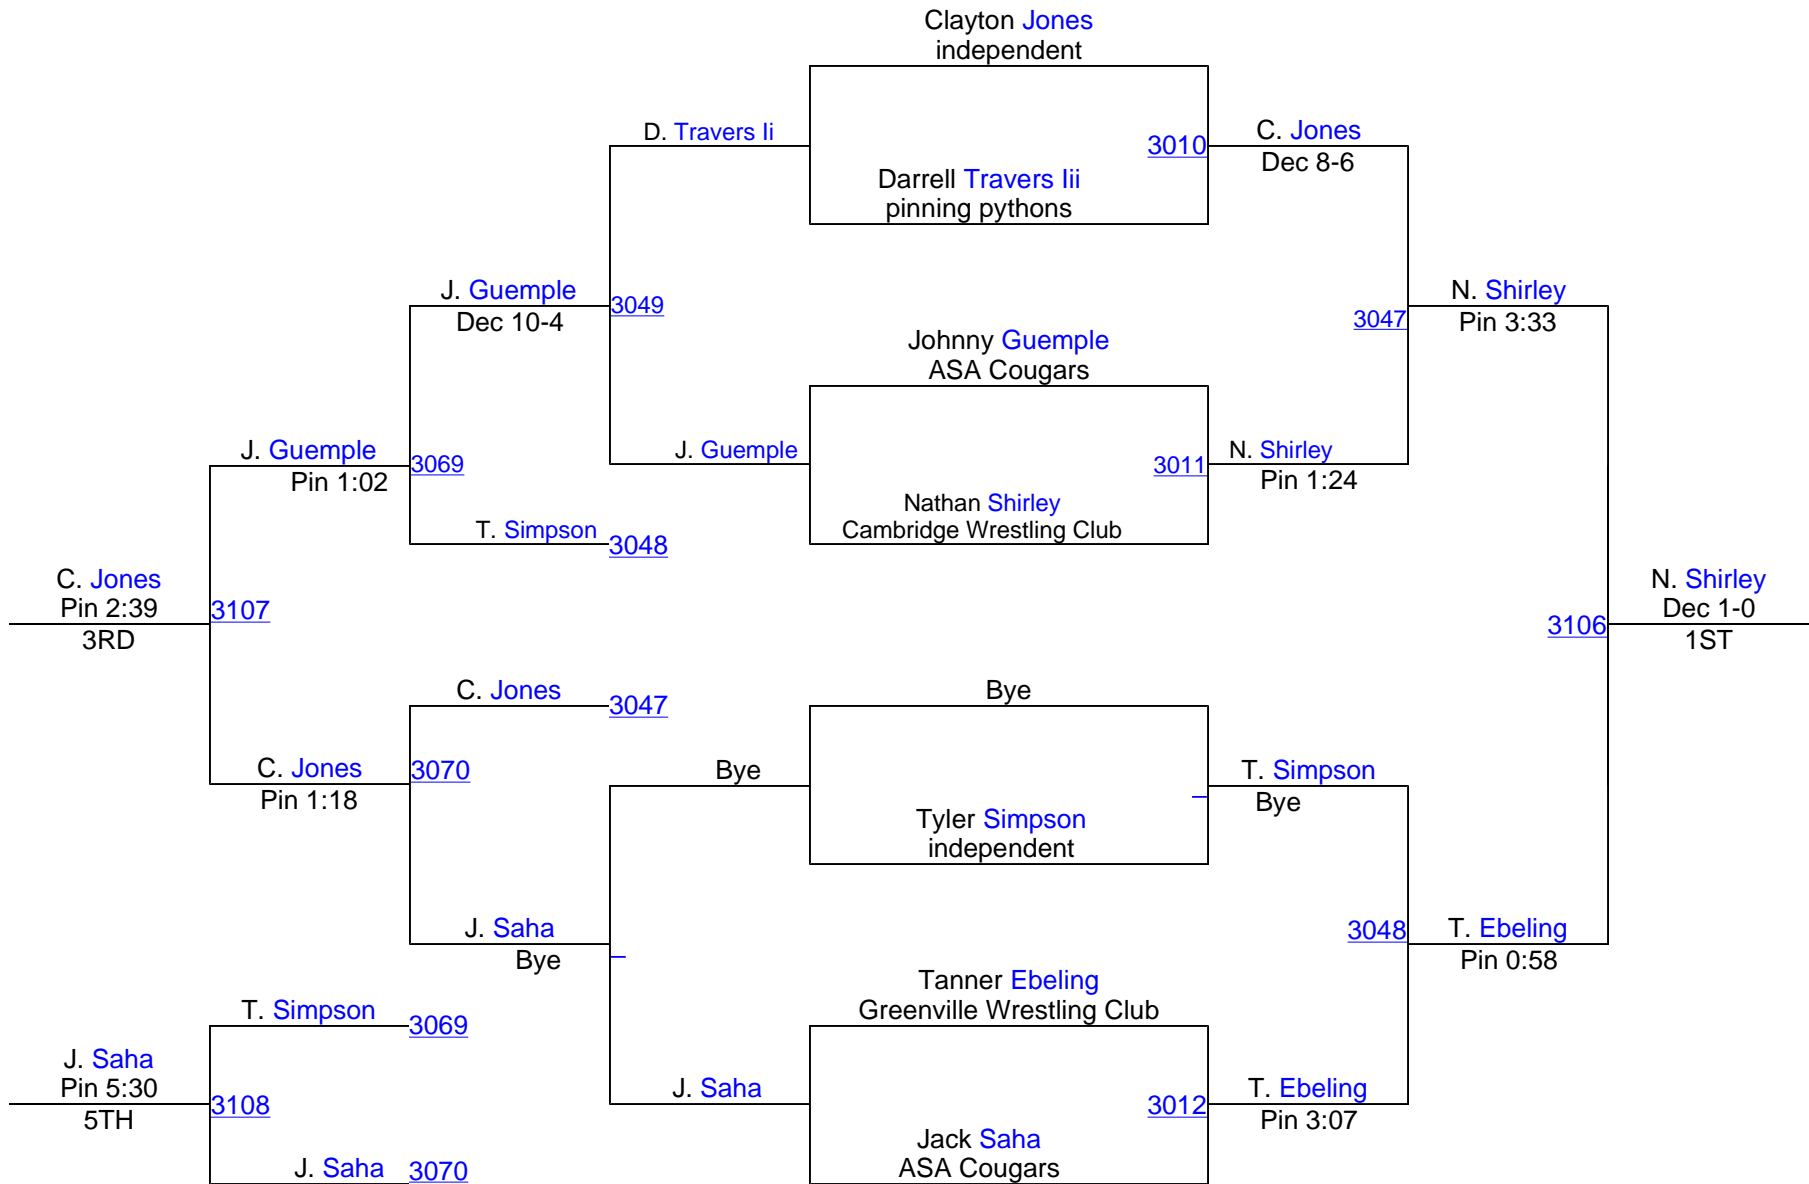 Clayton Jones
independent
D. Travers Ii
3010
C. Jones
Dec 8-6
Darrell Travers Iii
pinning pythons
J. Guemple
Dec 10-4
3049
N. Shirley
Pin 3:33
3047
Johnny Guemple
ASA Cougars
J. Guemple
Pin 1:02
3069
J. Guemple
3011
N. Shirley
Pin 1:24
Nathan Shirley
Cambridge Wrestling Club
T. Simpson
3048
C. Jones
Pin 2:39
3RD
3107
3106
N. Shirley
Dec 1-0
1ST
C. Jones
3047
Bye
C. Jones
Pin 1:18
3070
Bye
T. Simpson
Bye
Tyler Simpson
independent
J. Saha
Bye
3048
T. Ebeling
Pin 0:58
Tanner Ebeling
Greenville Wrestling Club
T. Simpson
3069
J. Saha
Pin 5:30
5TH
3108
J. Saha
3012
T. Ebeling
Pin 3:07
Jack Saha
ASA Cougars
J. Saha
3070